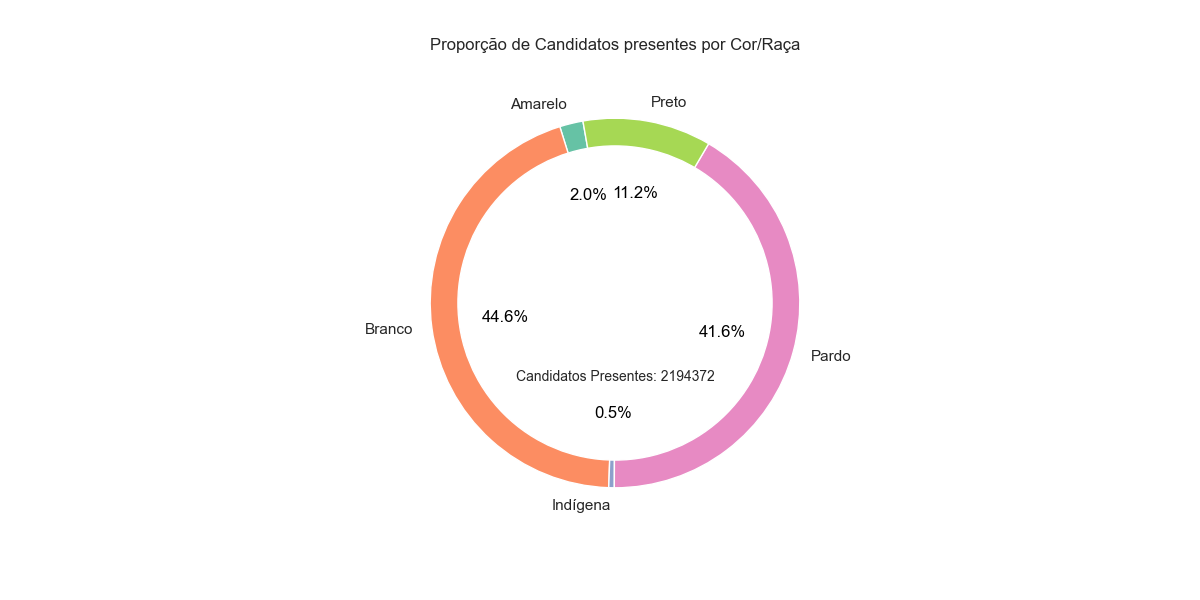 Proporção de Candidatos presentes por Cor/Raça
Amarelo
Preto
2.0%
11.2%
Branco
44.6%
41.6%
Pardo
Candidatos Presentes: 2194372
0.5%
Indígena